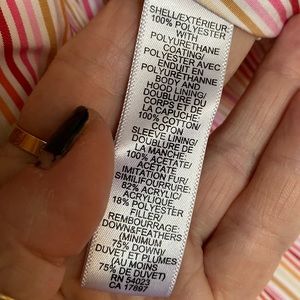 SHELL/EXTÉRIEUR:
100% POLYESTER
WITH
POLYURETHANE
COATING/
POLYESTER AVEC
ENDUIT EN
POLYURÉTHANNE
BODY AND
HOOD LINING/
DOUBLURE DU
CORPS ET DE
LA CAPUCHE:
100% COTTON/
COTON
SLEEVE LINING/
DOUBLURE DE
LA MANCHE:
100% ACETATE/
ACÉTATE
IMITATION FUR/
SIMILIFOURRURE:
82% ACRYLIC/
ACRYLIQUE,
18% POLYESTER
FILLER/
REMBOURRAGE:
DOWN&FEATHERS
(MINIMUM
75% DOWN)/
DUVET ET PLUMES
(AU MOINS
75% DE DUVET)
RN 54023
CA 17897